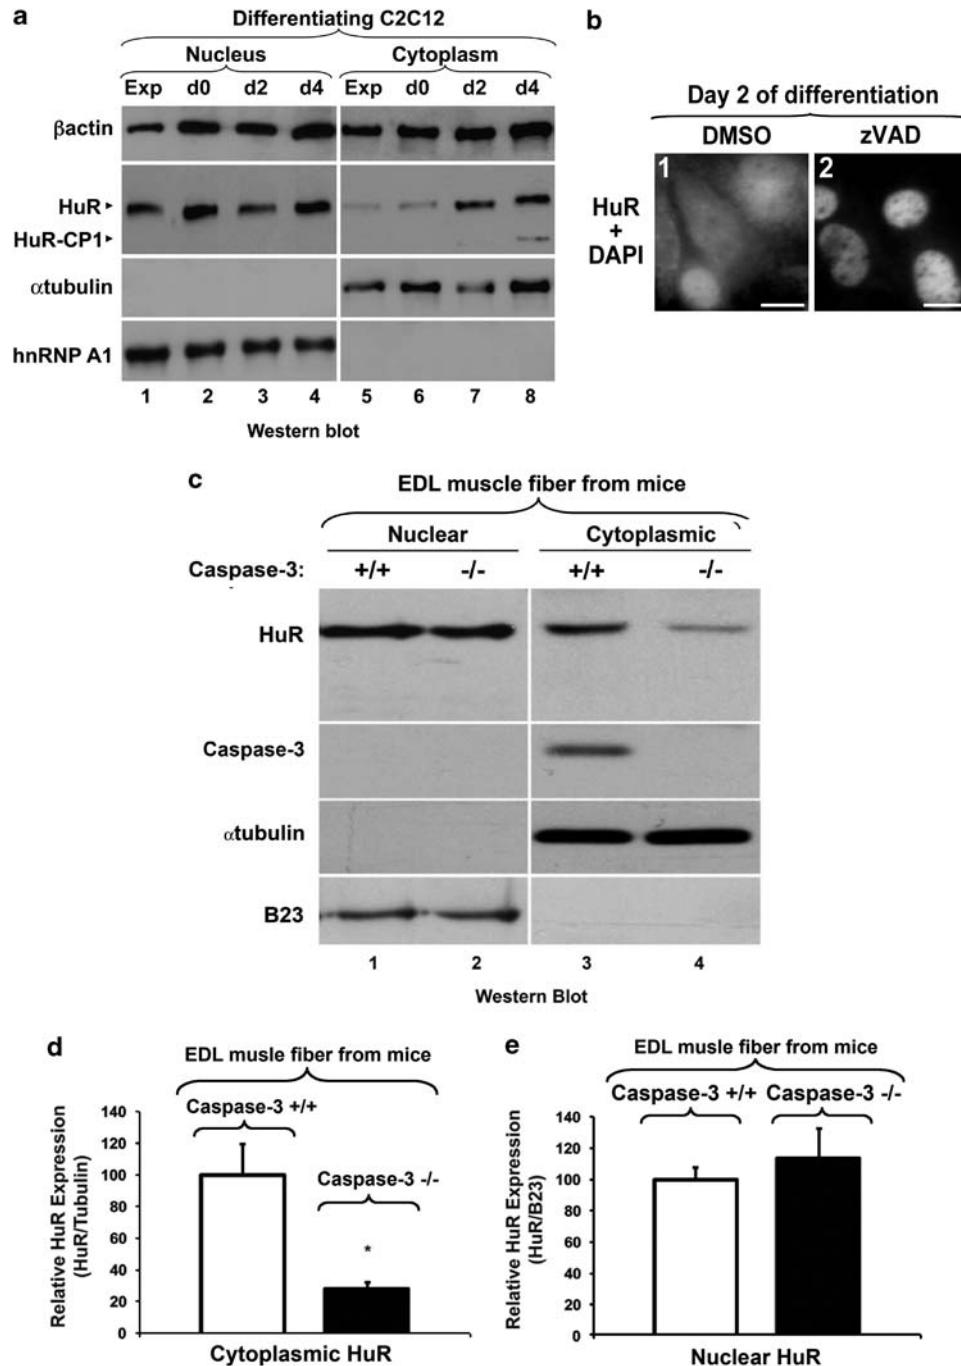 a
Differentiating C2C12
Nucleus Cytoplasm
Exp d0 d2 d4 Exp d0 d2 d4
βactin
HuR
HuR-CP1
αtubulin
hnRNP A1
1 2 3 4 5 6 7 8
Western blot
b
Day 2 of differentiation
DMSO zVAD
1 2
HuR
+
DAPI
c
EDL muscle fiber from mice
Nuclear Cytoplasmic
Caspase-3: +/+ -/- +/+ -/-
HuR
Caspase-3
αtubulin
B23
1 2 3 4
Western Blot
d
EDL musle fiber from mice
Caspase-3 +/+
Caspase-3 -/-
*
Relative HuR Expression
(HuR/Tubulin)
140
120
100
80
60
40
20
0
Cytoplasmic HuR
e
EDL musle fiber from mice
Caspase-3 +/+ Caspase-3 -/-
Relative HuR Expression
(HuR/B23)
140
120
100
80
60
40
20
0
Nuclear HuR